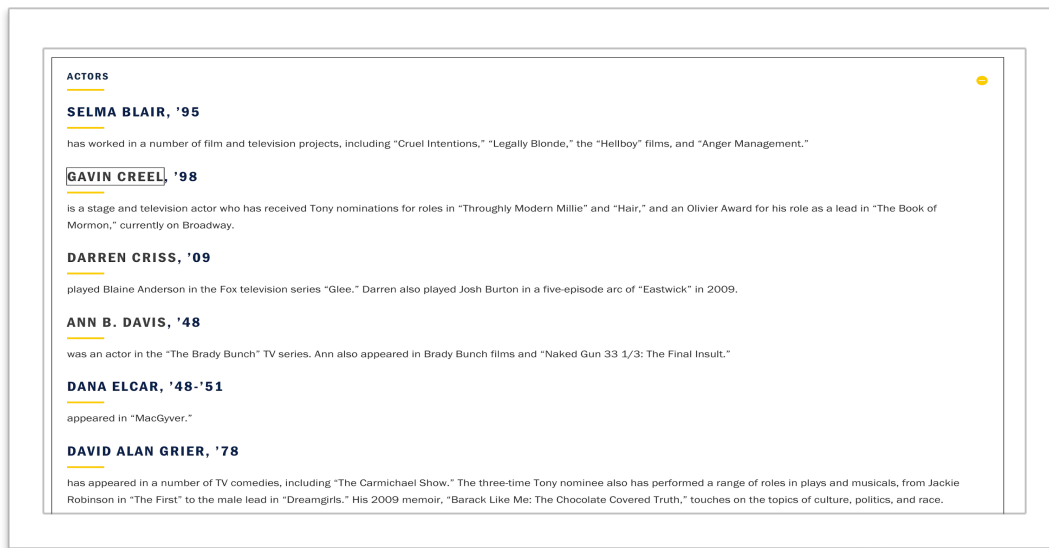 ACTORS
SELMA BLAIR, ’95
has worked in a number of film and television projects, including “Cruel Intentions,” “Legally Blonde,” the “Hellboy” films, and “Anger Management.”
GAVIN CREEL, ’98
is a stage and television actor who has received Tony nominations for roles in “Throughly Modern Millie” and “Hair,” and an Olivier Award for his role as a lead in “The Book of
Mormon,” currently on Broadway.
DARREN CRISS, ’09
played Blaine Anderson in the Fox television series “Glee.” Darren also played Josh Burton in a five-episode arc of “Eastwick” in 2009.
ANN B. DAVIS, ’48
was an actor in the “The Brady Bunch” TV series. Ann also appeared in Brady Bunch films and “Naked Gun 33 1/3: The Final Insult.”
DANA ELCAR, ’48-’51
appeared in “MacGyver.”
DAVID ALAN GRIER, ’78
has appeared in a number of TV comedies, including “The Carmichael Show.” The three-time Tony nominee also has performed a range of roles in plays and musicals, from Jackie
Robinson in “The First” to the male lead in “Dreamgirls.” His 2009 memoir, “Barack Like Me: The Chocolate Covered Truth,” touches on the topics of culture, politics, and race.